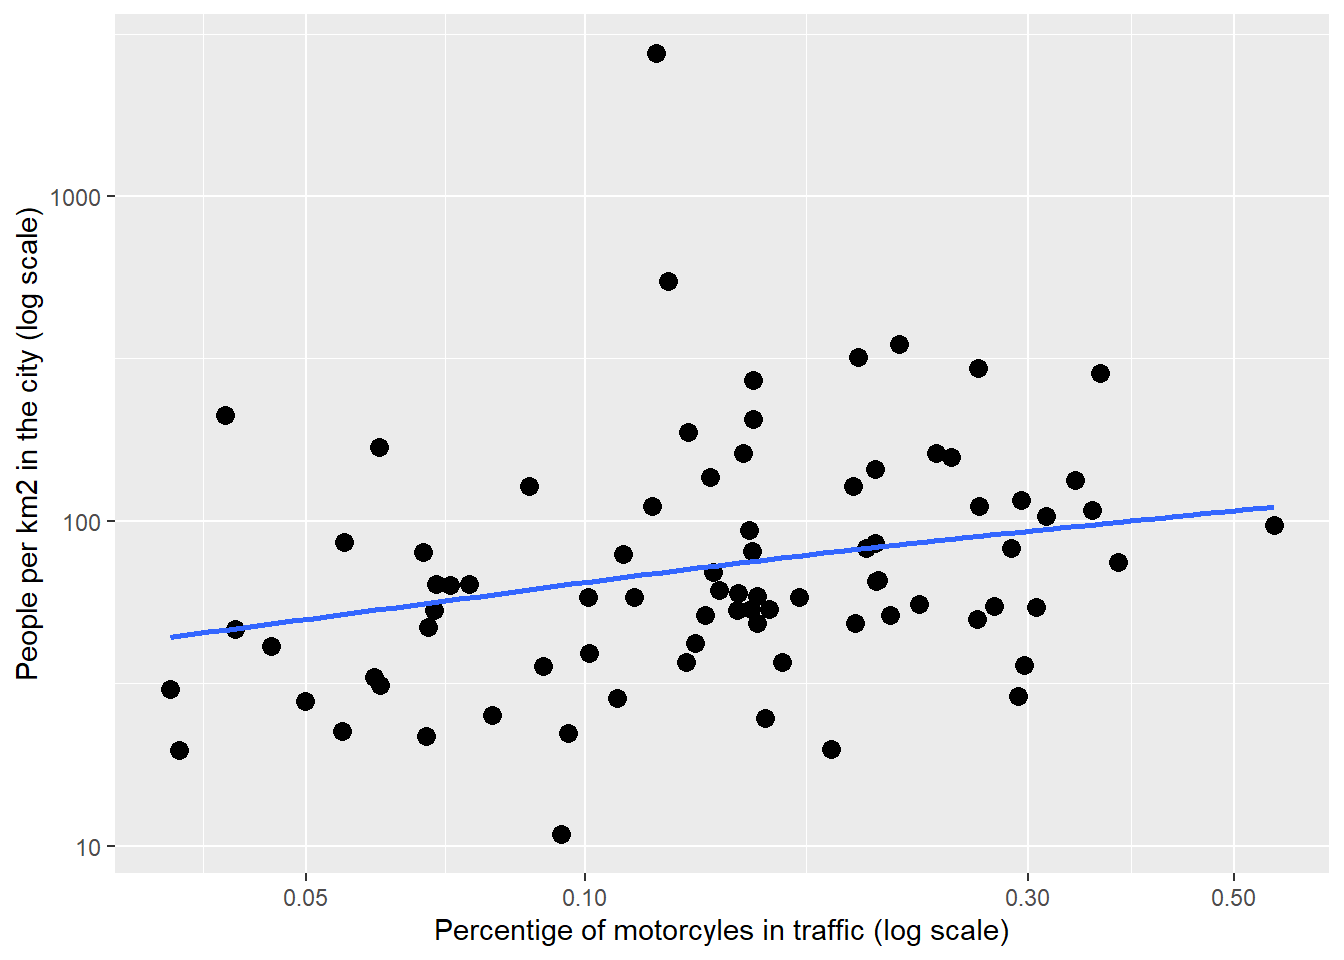 People per km2 in the city (log scale)
1000
100
10
0.05 0.10 0.30 0.50
Percentige of motorcyles in traffic (log scale)